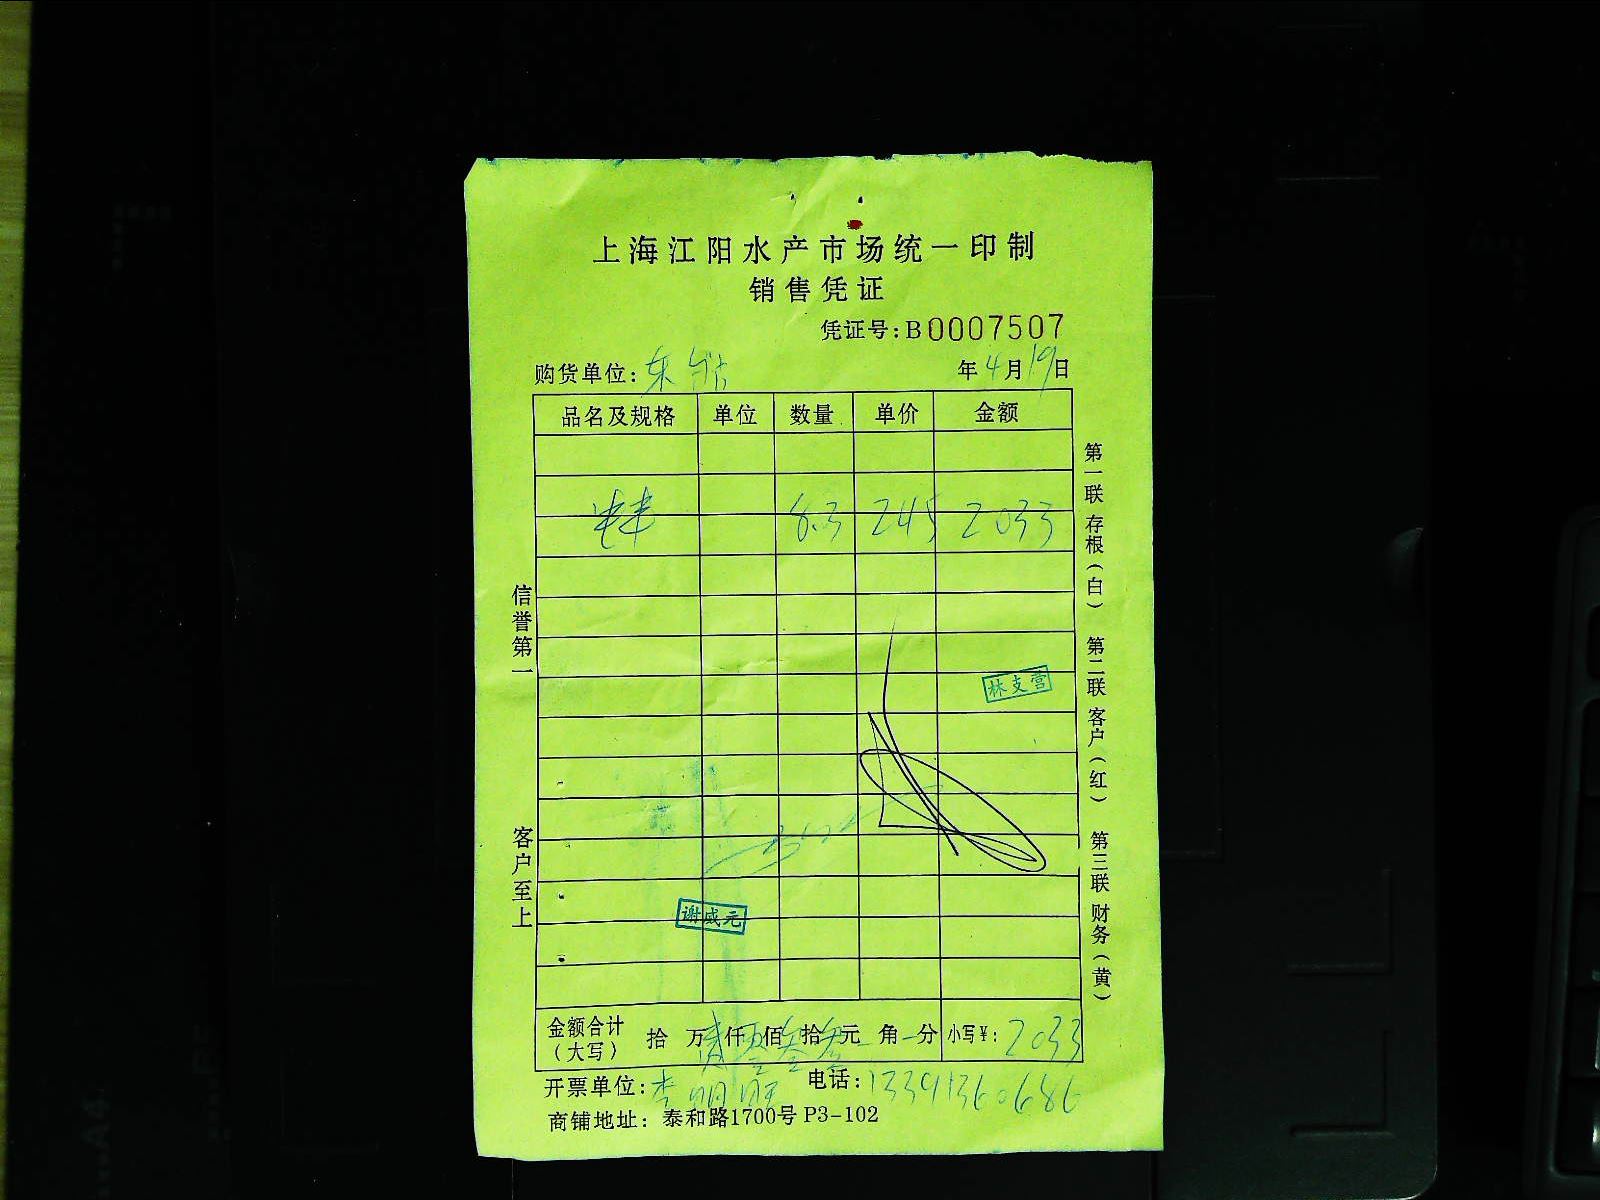 上海江阳水产市场统一印制
销售凭证
凭证号:B0007507
购货单位: 年4月19日
品名及规格 单位 数量 单价 金额
8.3 245 2033
第一联 存根(白) 第二联 客户(红) 第三联 财务(黄)
信誉第一 客户至上
林支营
谢成元
金额合计(大写) 拾 万 仟 佰 拾 元 角 分 小写¥: 2033
开票单位: 李明 电话: 13391360686
商铺地址: 泰和路1700号 P3-102